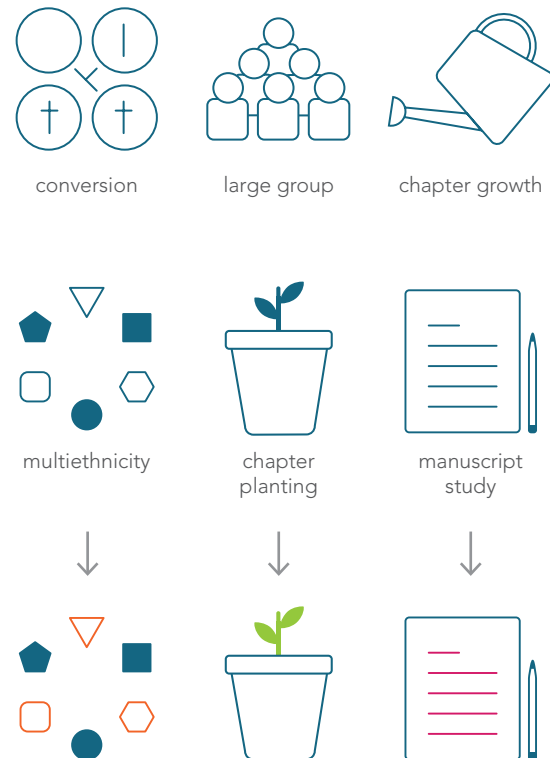 conversion
large group
chapter growth
multiethnicity
chapter
planting
manuscript
study